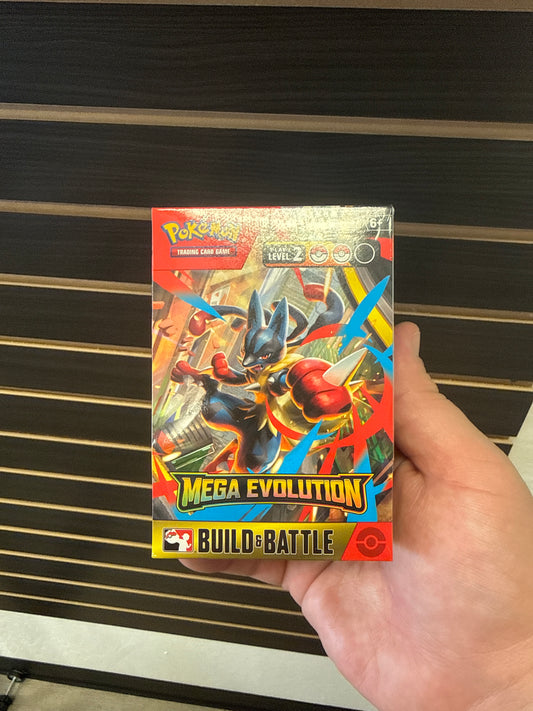 Pokémon
TRADING CARD GAME
PLAY
LEVEL: 2
6+
MEGA EVOLUTION
BUILD & BATTLE